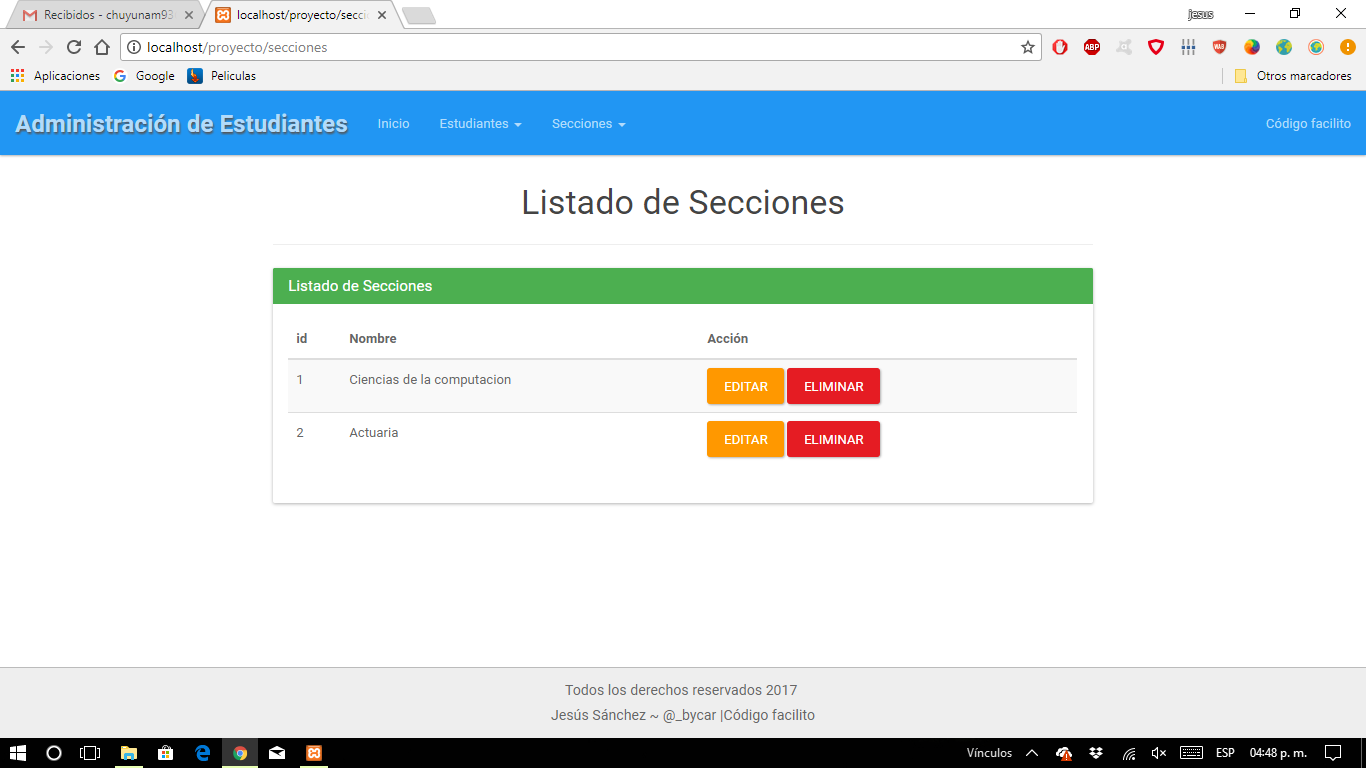 Recibidos - chuyunam93
localhost/proyecto/secci
jesus
localhost/proyecto/secciones
ABP
Aplicaciones
Google
Peliculas
Otros marcadores
Administración de Estudiantes
Inicio
Estudiantes
Secciones
Código facilito
Listado de Secciones
Listado de Secciones
id Nombre Acción
1 Ciencias de la computacion EDITAR ELIMINAR
2 Actuaria EDITAR ELIMINAR
Todos los derechos reservados 2017
Jesús Sánchez ~ @_bycar |Código facilito
Vínculos
ESP
04:48 p. m.